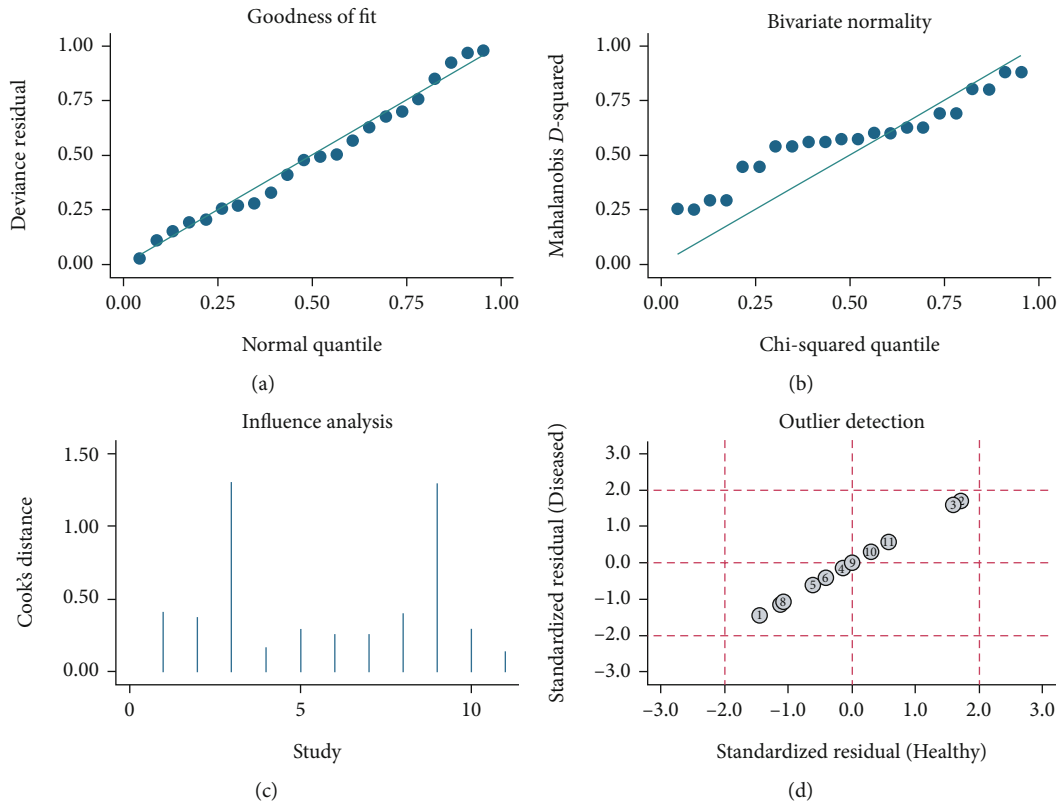 Goodness of fit
1.00
0.75
0.50
0.25
0.00
Deviance residual
0.00 0.25 0.50 0.75 1.00
Normal quantile
(a)
Bivariate normality
1.00
0.75
0.50
0.25
0.00
Mahalanobis D-squared
0.00 0.25 0.50 0.75 1.00
Chi-squared quantile
(b)
Influence analysis
1.50
1.00
0.50
0.00
Cook's distance
0 5 10
Study
(c)
Outlier detection
3.0
2.0
1.0
0.0
–1.0
–2.0
–3.0
Standardized residual (Diseased)
3 2
11
10
9
4
6
5
8
1
–3.0 –2.0 –1.0 0.0 1.0 2.0 3.0
Standardized residual (Healthy)
(d)